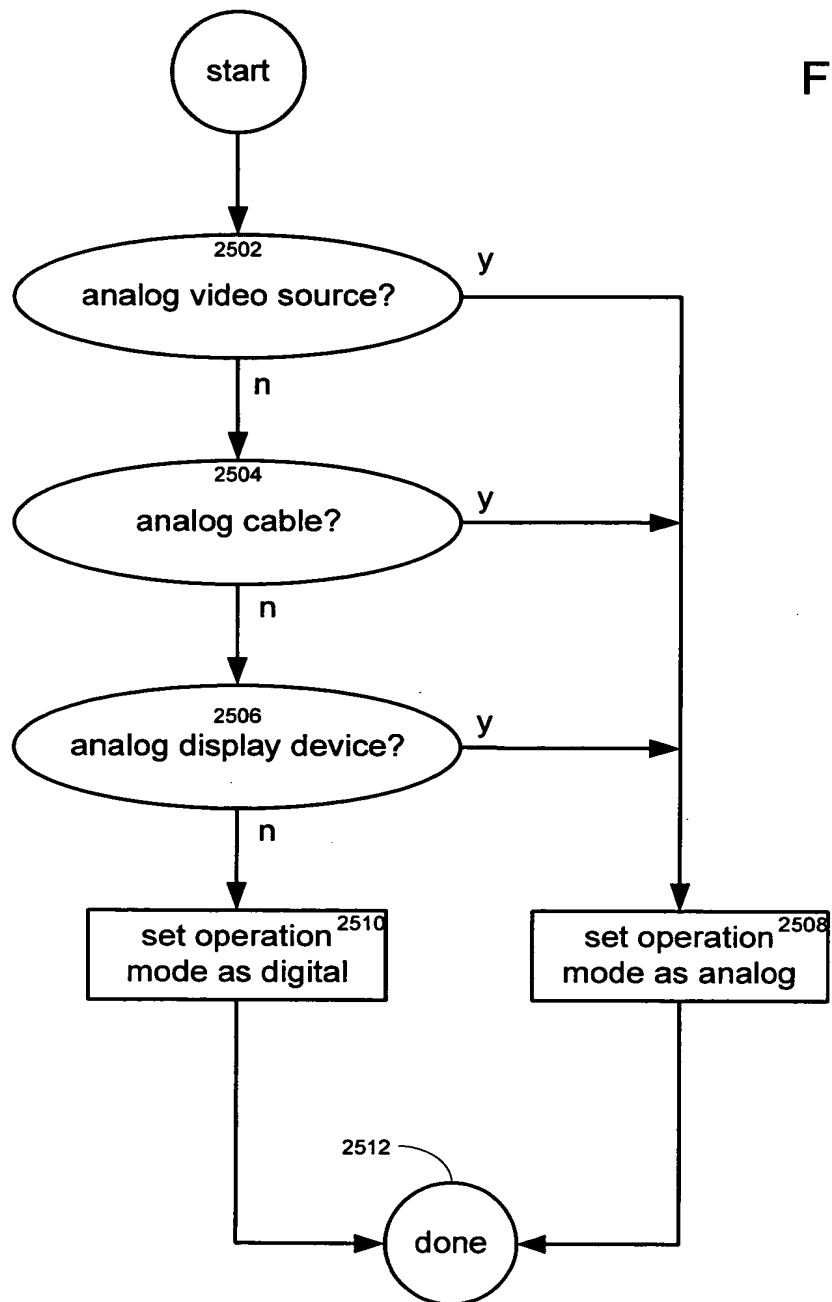 start
F
2502
analog video source?
y
n
2504
analog cable?
y
n
2506
analog display device?
y
n
set operation 2510
mode as digital
set operation 2508
mode as analog
2512
done